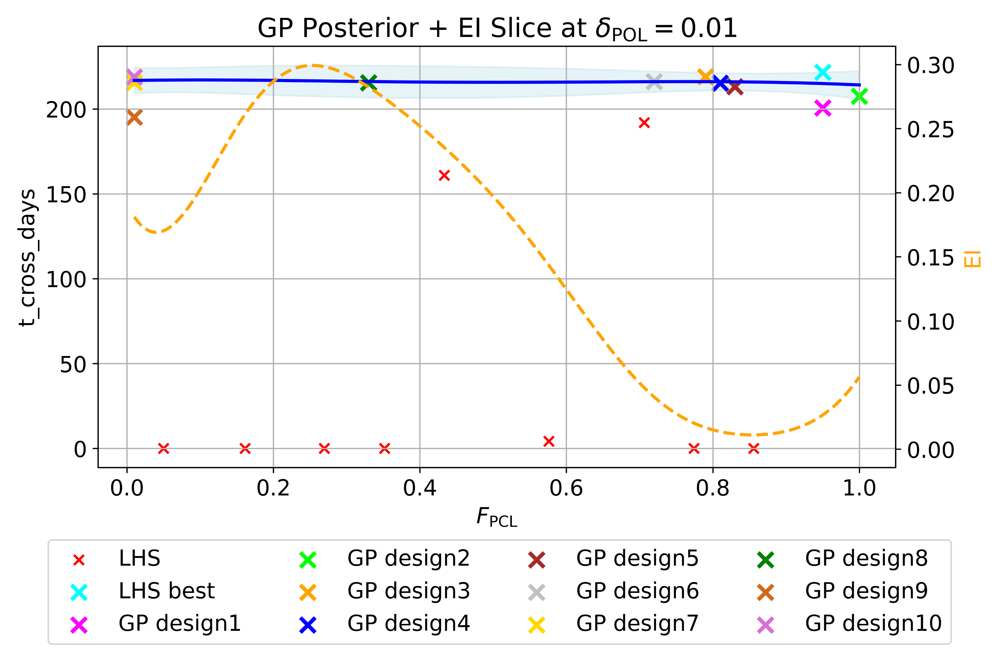 GP Posterior + EI Slice at δ_POL = 0.01
t_cross_days
200
150
100
50
0
0.30
0.25
0.20
0.15
0.10
0.05
0.00
EI
0.0 0.2 0.4 0.6 0.8 1.0
F_PCL
LHS
LHS best
GP design1
GP design2
GP design3
GP design4
GP design5
GP design6
GP design7
GP design8
GP design9
GP design10